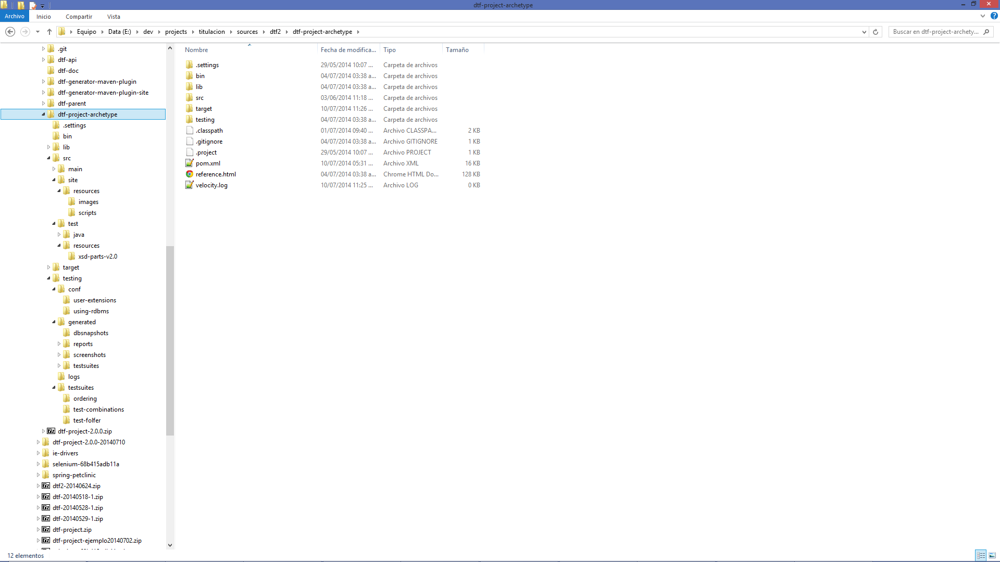 dtf-project-archetype
Archivo Inicio Compartir Vista
Equipo Data (E:) dev projects titulacion sources dtf2 dtf-project-archetype Buscar en dtf-project-archety...
.git
dtf-api
dtf-doc
dtf-generator-maven-plugin
dtf-generator-maven-plugin-site
dtf-parent
dtf-project-archetype
.settings
bin
lib
src
main
site
resources
images
scripts
test
java
resources
xsd-parts-v2.0
target
testing
conf
user-extensions
using-rdbms
generated
dbsnapshots
reports
screenshots
testsuites
logs
testsuites
ordering
test-combinations
test-folfer
dtf-project-2.0.0.zip
dtf-project-2.0.0-20140710
ie-drivers
selenium-68b415adb11a
spring-petclinic
dtf2-20140624.zip
dtf-20140518-1.zip
dtf-20140528-1.zip
dtf-20140529-1.zip
dtf-project.zip
dtf-project-ejemplo20140702.zip
Nombre Fecha de modifica... Tipo Tamaño
.settings 29/05/2014 10:07 ... Carpeta de archivos
bin 04/07/2014 03:38 a... Carpeta de archivos
lib 04/07/2014 03:38 a... Carpeta de archivos
src 03/06/2014 11:18 ... Carpeta de archivos
target 10/07/2014 11:26 ... Carpeta de archivos
testing 04/07/2014 03:38 a... Carpeta de archivos
.classpath 01/07/2014 09:40 ... Archivo CLASSPA... 2 KB
.gitignore 04/07/2014 03:38 a... Archivo GITIGNORE 1 KB
.project 29/05/2014 10:07 ... Archivo PROJECT 1 KB
pom.xml 10/07/2014 05:31 ... Archivo XML 16 KB
reference.html 04/07/2014 03:38 a... Chrome HTML Do... 128 KB
velocity.log 10/07/2014 11:25 ... Archivo LOG 0 KB
12 elementos